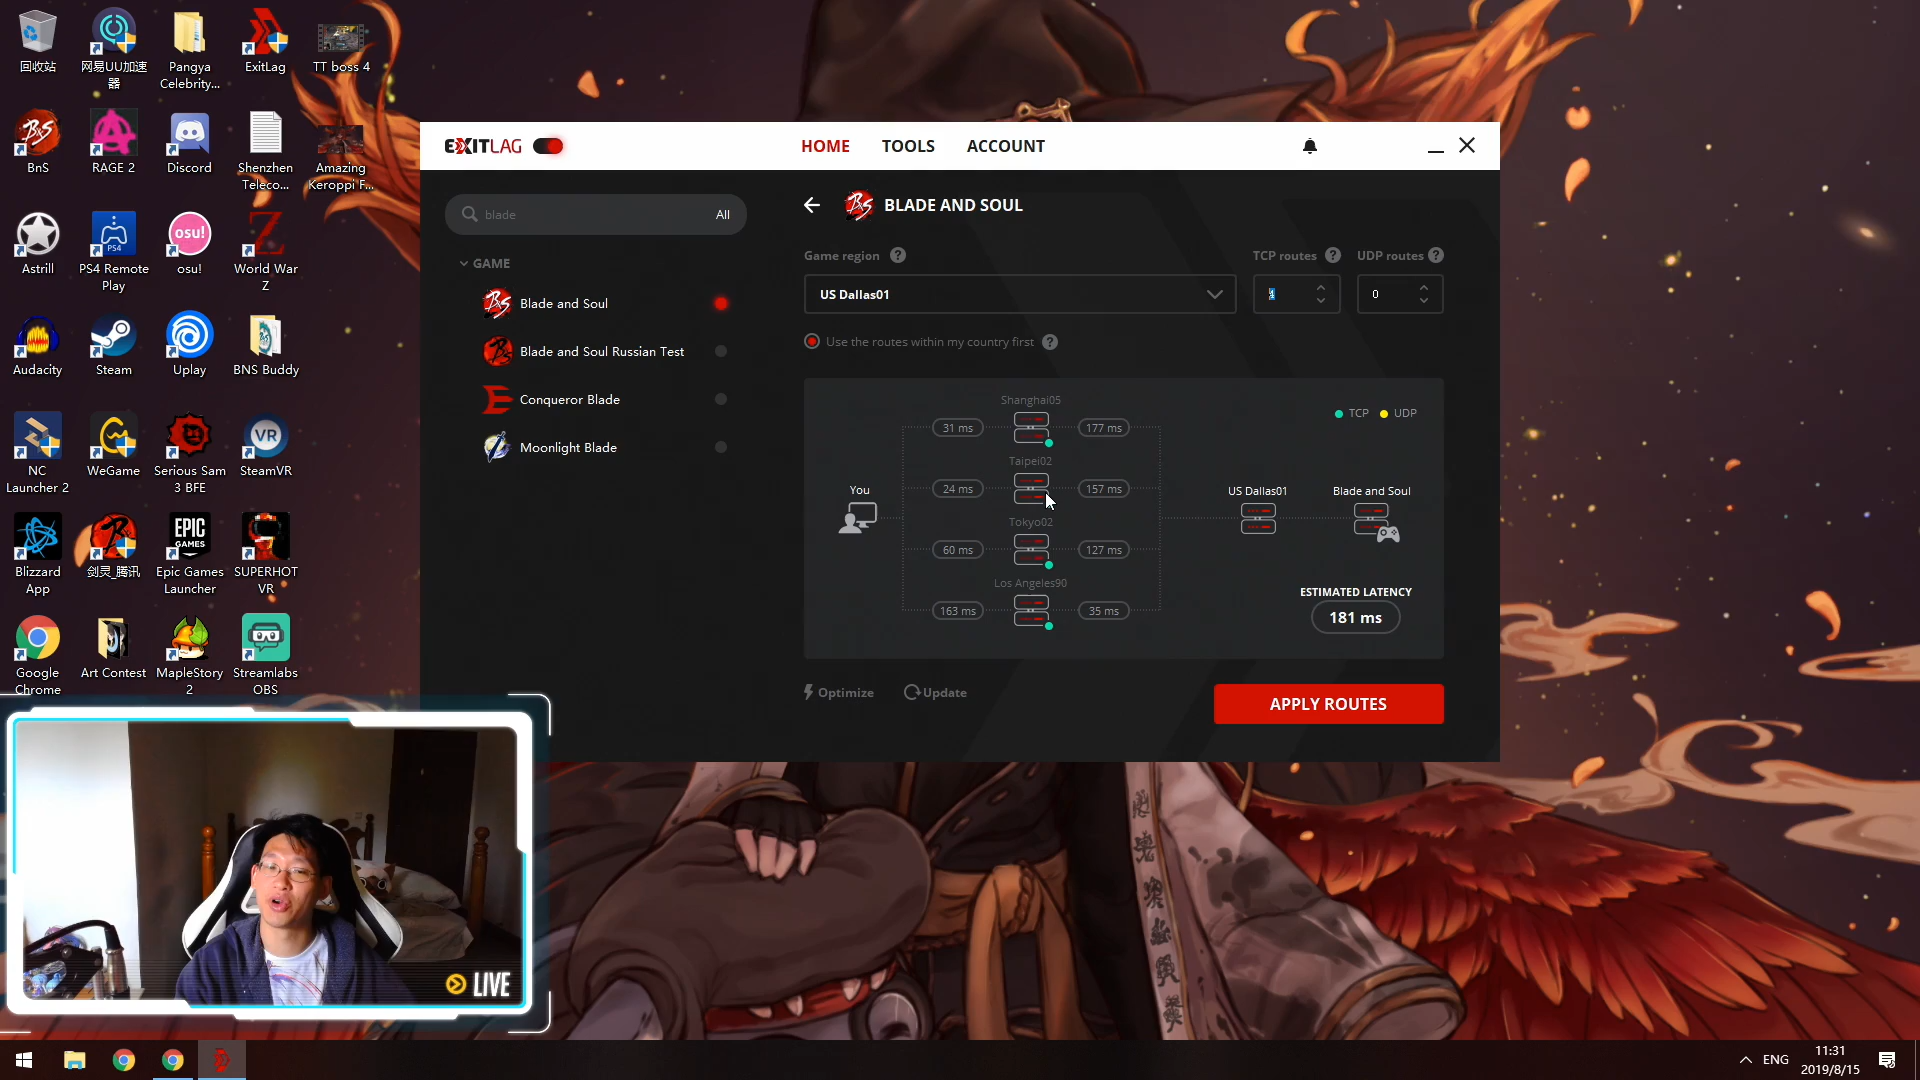 回收站
网易UU加速
器
Pangya
Celebrity...
ExitLag
TT boss 4
BnS
RAGE 2
Discord
Shenzhen
Teleco...
Amazing
Keroppi F...
Astrill
PS4 Remote
Play
osu!
osu!
World War
Z
Audacity
Steam
Uplay
BNS Buddy
NC
Launcher 2
WeGame
Serious Sam
3 BFE
VR
SteamVR
Blizzard
App
剑灵_腾讯
EPIC
GAMES
Epic Games
Launcher
SUPERHOT
VR
Google
Chrome
Art Contest
MapleStory
2
Streamlabs
OBS
EXITLAG
HOME
TOOLS
ACCOUNT
blade
All
GAME
Blade and Soul
Blade and Soul Russian Test
Conqueror Blade
Moonlight Blade
BLADE AND SOUL
Game region ?
TCP routes ?
UDP routes ?
US Dallas01
0
Use the routes within my country first ?
TCP
UDP
Shanghai05
31 ms
177 ms
Taipei02
24 ms
157 ms
Tokyo02
60 ms
127 ms
Los Angeles90
163 ms
35 ms
You
US Dallas01
Blade and Soul
ESTIMATED LATENCY
181 ms
Optimize
Update
APPLY ROUTES
LIVE
ENG
11:31
2019/8/15